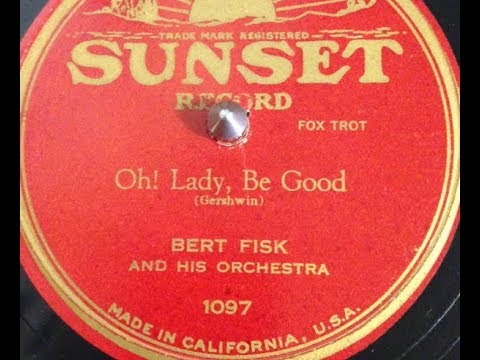 TRADE MARK REGISTERED
SUNSET
RECORD
FOX TROT
Oh! Lady, Be Good
(Gershwin)
BERT FISK
AND HIS ORCHESTRA
1097
MADE IN CALIFORNIA, U.S.A.